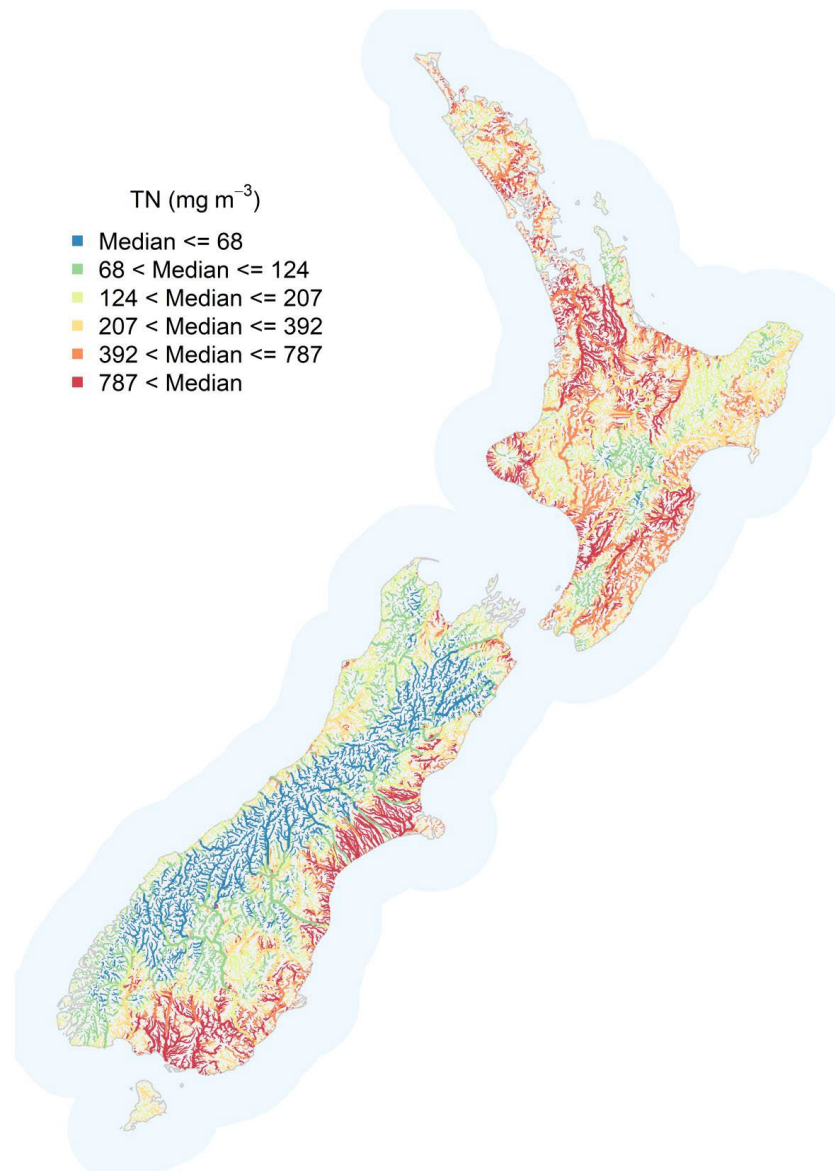 TN (mg m⁻³)
Median <= 68
68 < Median <= 124
124 < Median <= 207
207 < Median <= 392
392 < Median <= 787
787 < Median